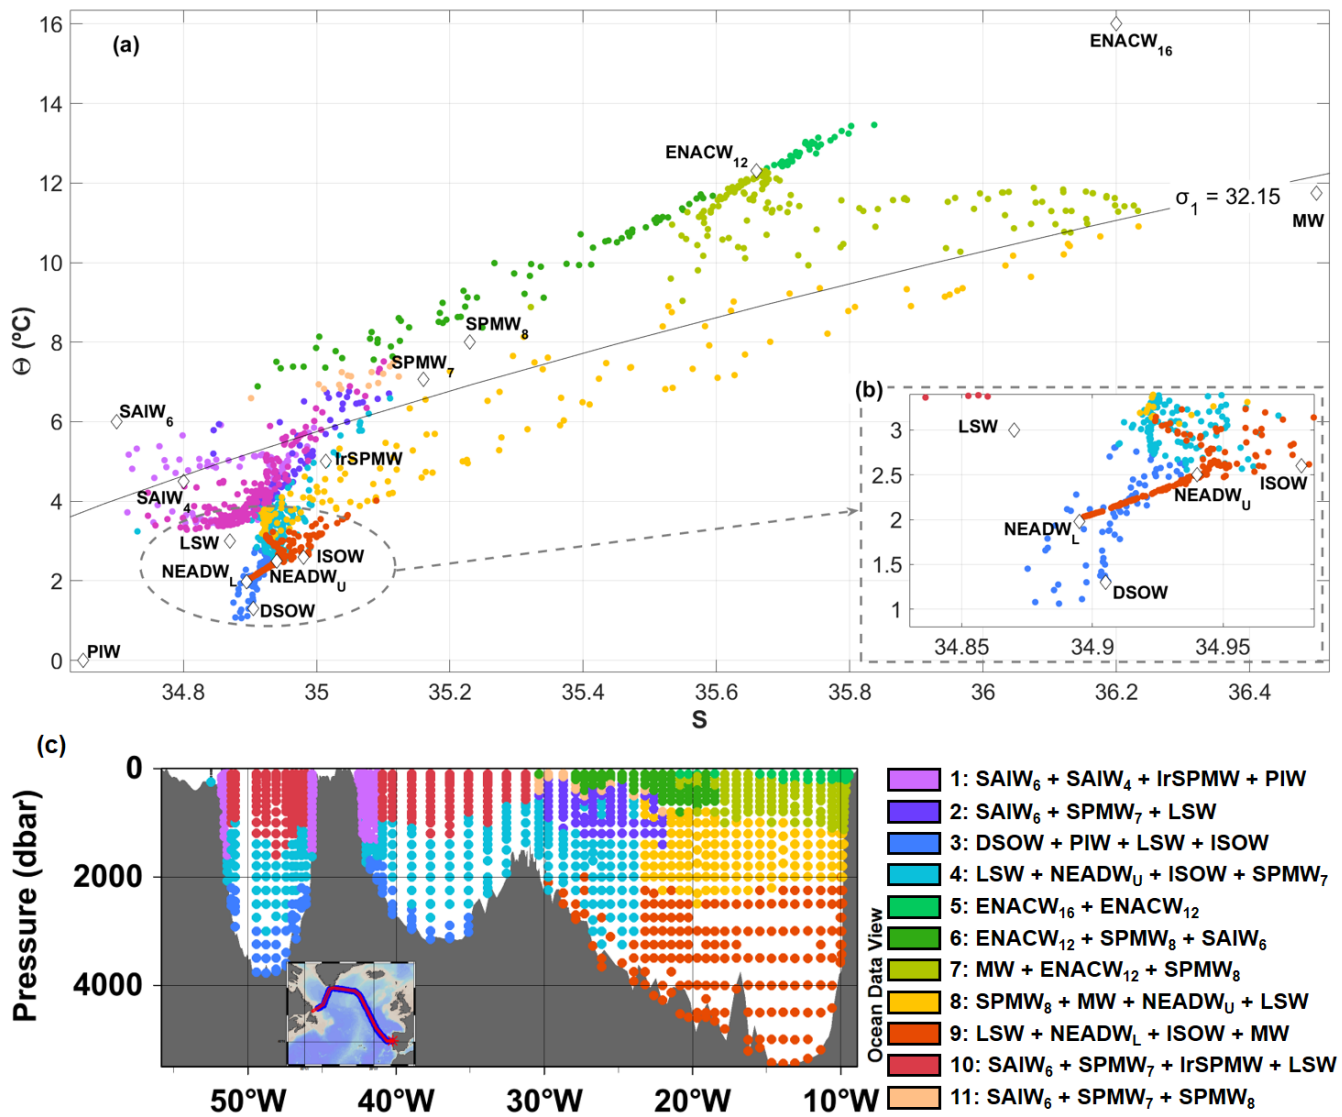 (a)
16
14
12
10
8
6
4
2
0
Θ (ºC)
34.8
35
35.2
35.4
35.6
35.8
36
36.2
36.4
S
ENACW16
ENACW12
σ1 = 32.15
MW
SPMW8
SPMW7
SAIW6
IrSPMW
SAIW4
LSW
ISOW
NEADWL
NEADWU
DSOW
PIW
(b)
3
2.5
2
1.5
1
34.85
34.9
34.95
LSW
NEADWU
ISOW
NEADWL
DSOW
(c)
0
2000
4000
Pressure (dbar)
50°W
40°W
30°W
20°W
10°W
Ocean Data View
1: SAIW6 + SAIW4 + IrSPMW + PIW
2: SAIW6 + SPMW7 + LSW
3: DSOW + PIW + LSW + ISOW
4: LSW + NEADWU + ISOW + SPMW7
5: ENACW16 + ENACW12
6: ENACW12 + SPMW8 + SAIW6
7: MW + ENACW12 + SPMW8
8: SPMW8 + MW + NEADWU + LSW
9: LSW + NEADWL + ISOW + MW
10: SAIW6 + SPMW7 + IrSPMW + LSW
11: SAIW6 + SPMW7 + SPMW8